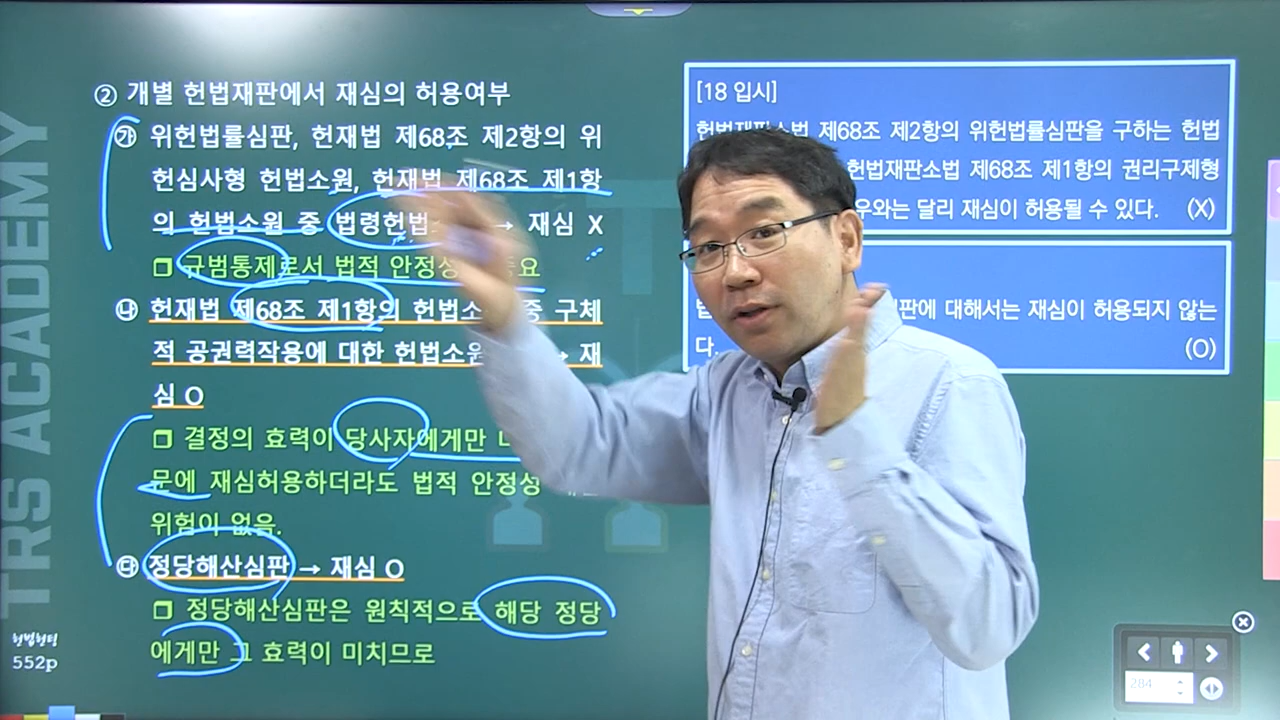 ② 개별 헌법재판에서 재심의 허용여부
㉮ 위헌법률심판, 헌재법 제68조 제2항의 위
헌심사형 헌법소원, 헌재법 제68조 제1항
의 헌법소원 중 법령헌법 → 재심 X
❒ 규범통제로서 법적 안정성 요
㉯ 헌재법 제68조 제1항의 헌법소 중 구체
적 공권력작용에 대한 헌법소원 → 재
심 O
❒ 결정의 효력이 당사자에게만
문에 재심허용하더라도 법적 안정성
위험이 없음.
㉰ 정당해산심판 → 재심 O
❒ 정당해산심판은 원칙적으로 해당 정당
에게만 그 효력이 미치므로
[18 입시]
헌법재판소법 제68조 제2항의 위헌법률심판을 구하는 헌법
헌법재판소법 제68조 제1항의 권리구제형
우와는 달리 재심이 허용될 수 있다. (X)
판에 대해서는 재심이 허용되지 않는
다. (O)
TRS ACADEMY
헌법헌팅
552p
284